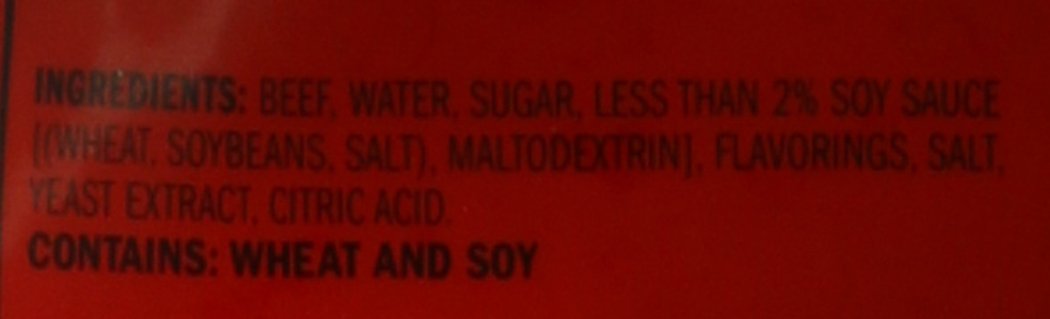 INGREDIENTS: BEEF, WATER, SUGAR, LESS THAN 2% SOY SAUCE
[(WHEAT, SOYBEANS, SALT), MALTODEXTRIN], FLAVORINGS, SALT,
YEAST EXTRACT, CITRIC ACID.
CONTAINS: WHEAT AND SOY